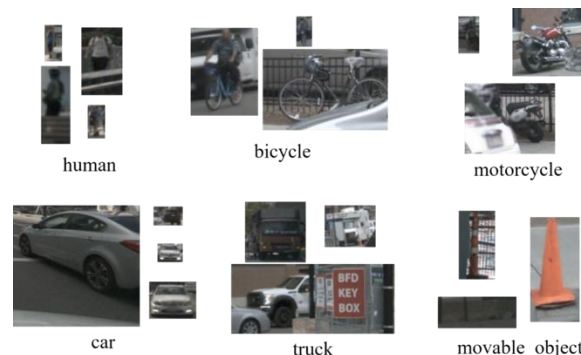 human
bicycle
motorcycle
BFD
KEY
BOX
car
truck
movable object